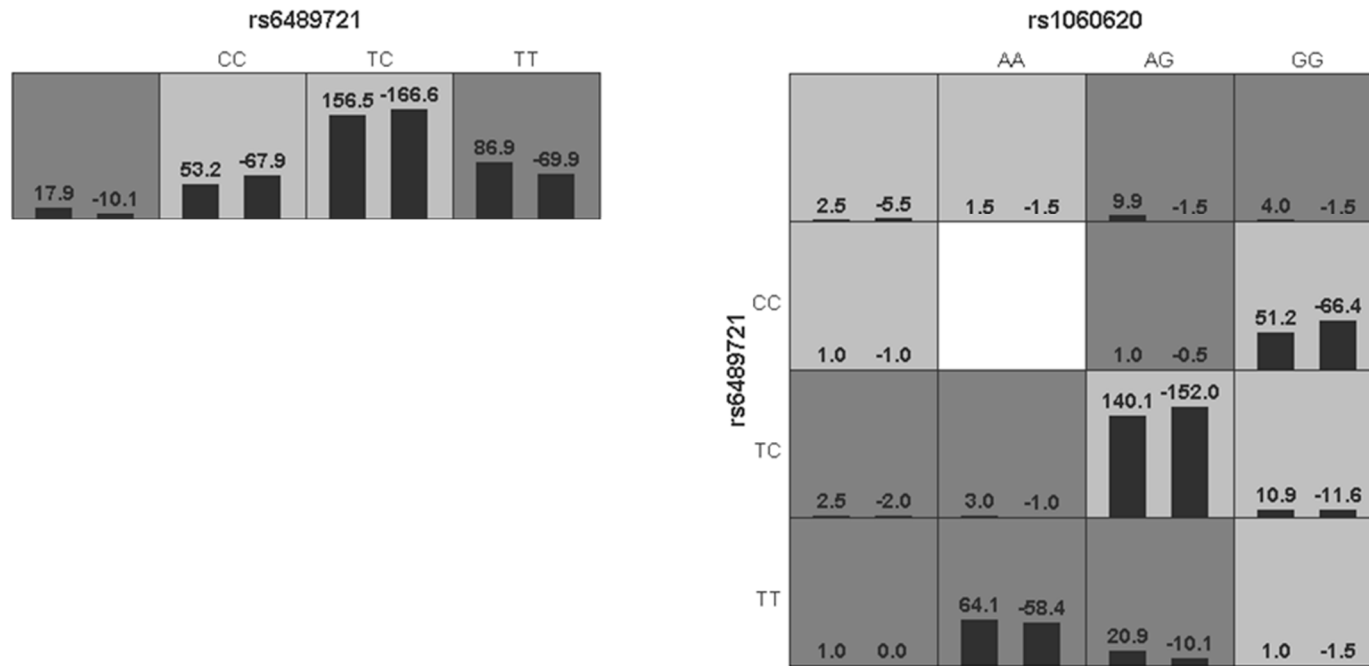 rs6489721
CC TC TT
17.9 -10.1 53.2 -67.9 156.5 -166.6 86.9 -69.9
rs1060620
AA AG GG
2.5 -5.5 1.5 -1.5 9.9 -1.5 4.0 -1.5
rs6489721
CC
1.0 -1.0 1.0 -0.5 51.2 -66.4
TC
2.5 -2.0 3.0 -1.0 140.1 -152.0 10.9 -11.6
TT
1.0 0.0 64.1 -58.4 20.9 -10.1 1.0 -1.5